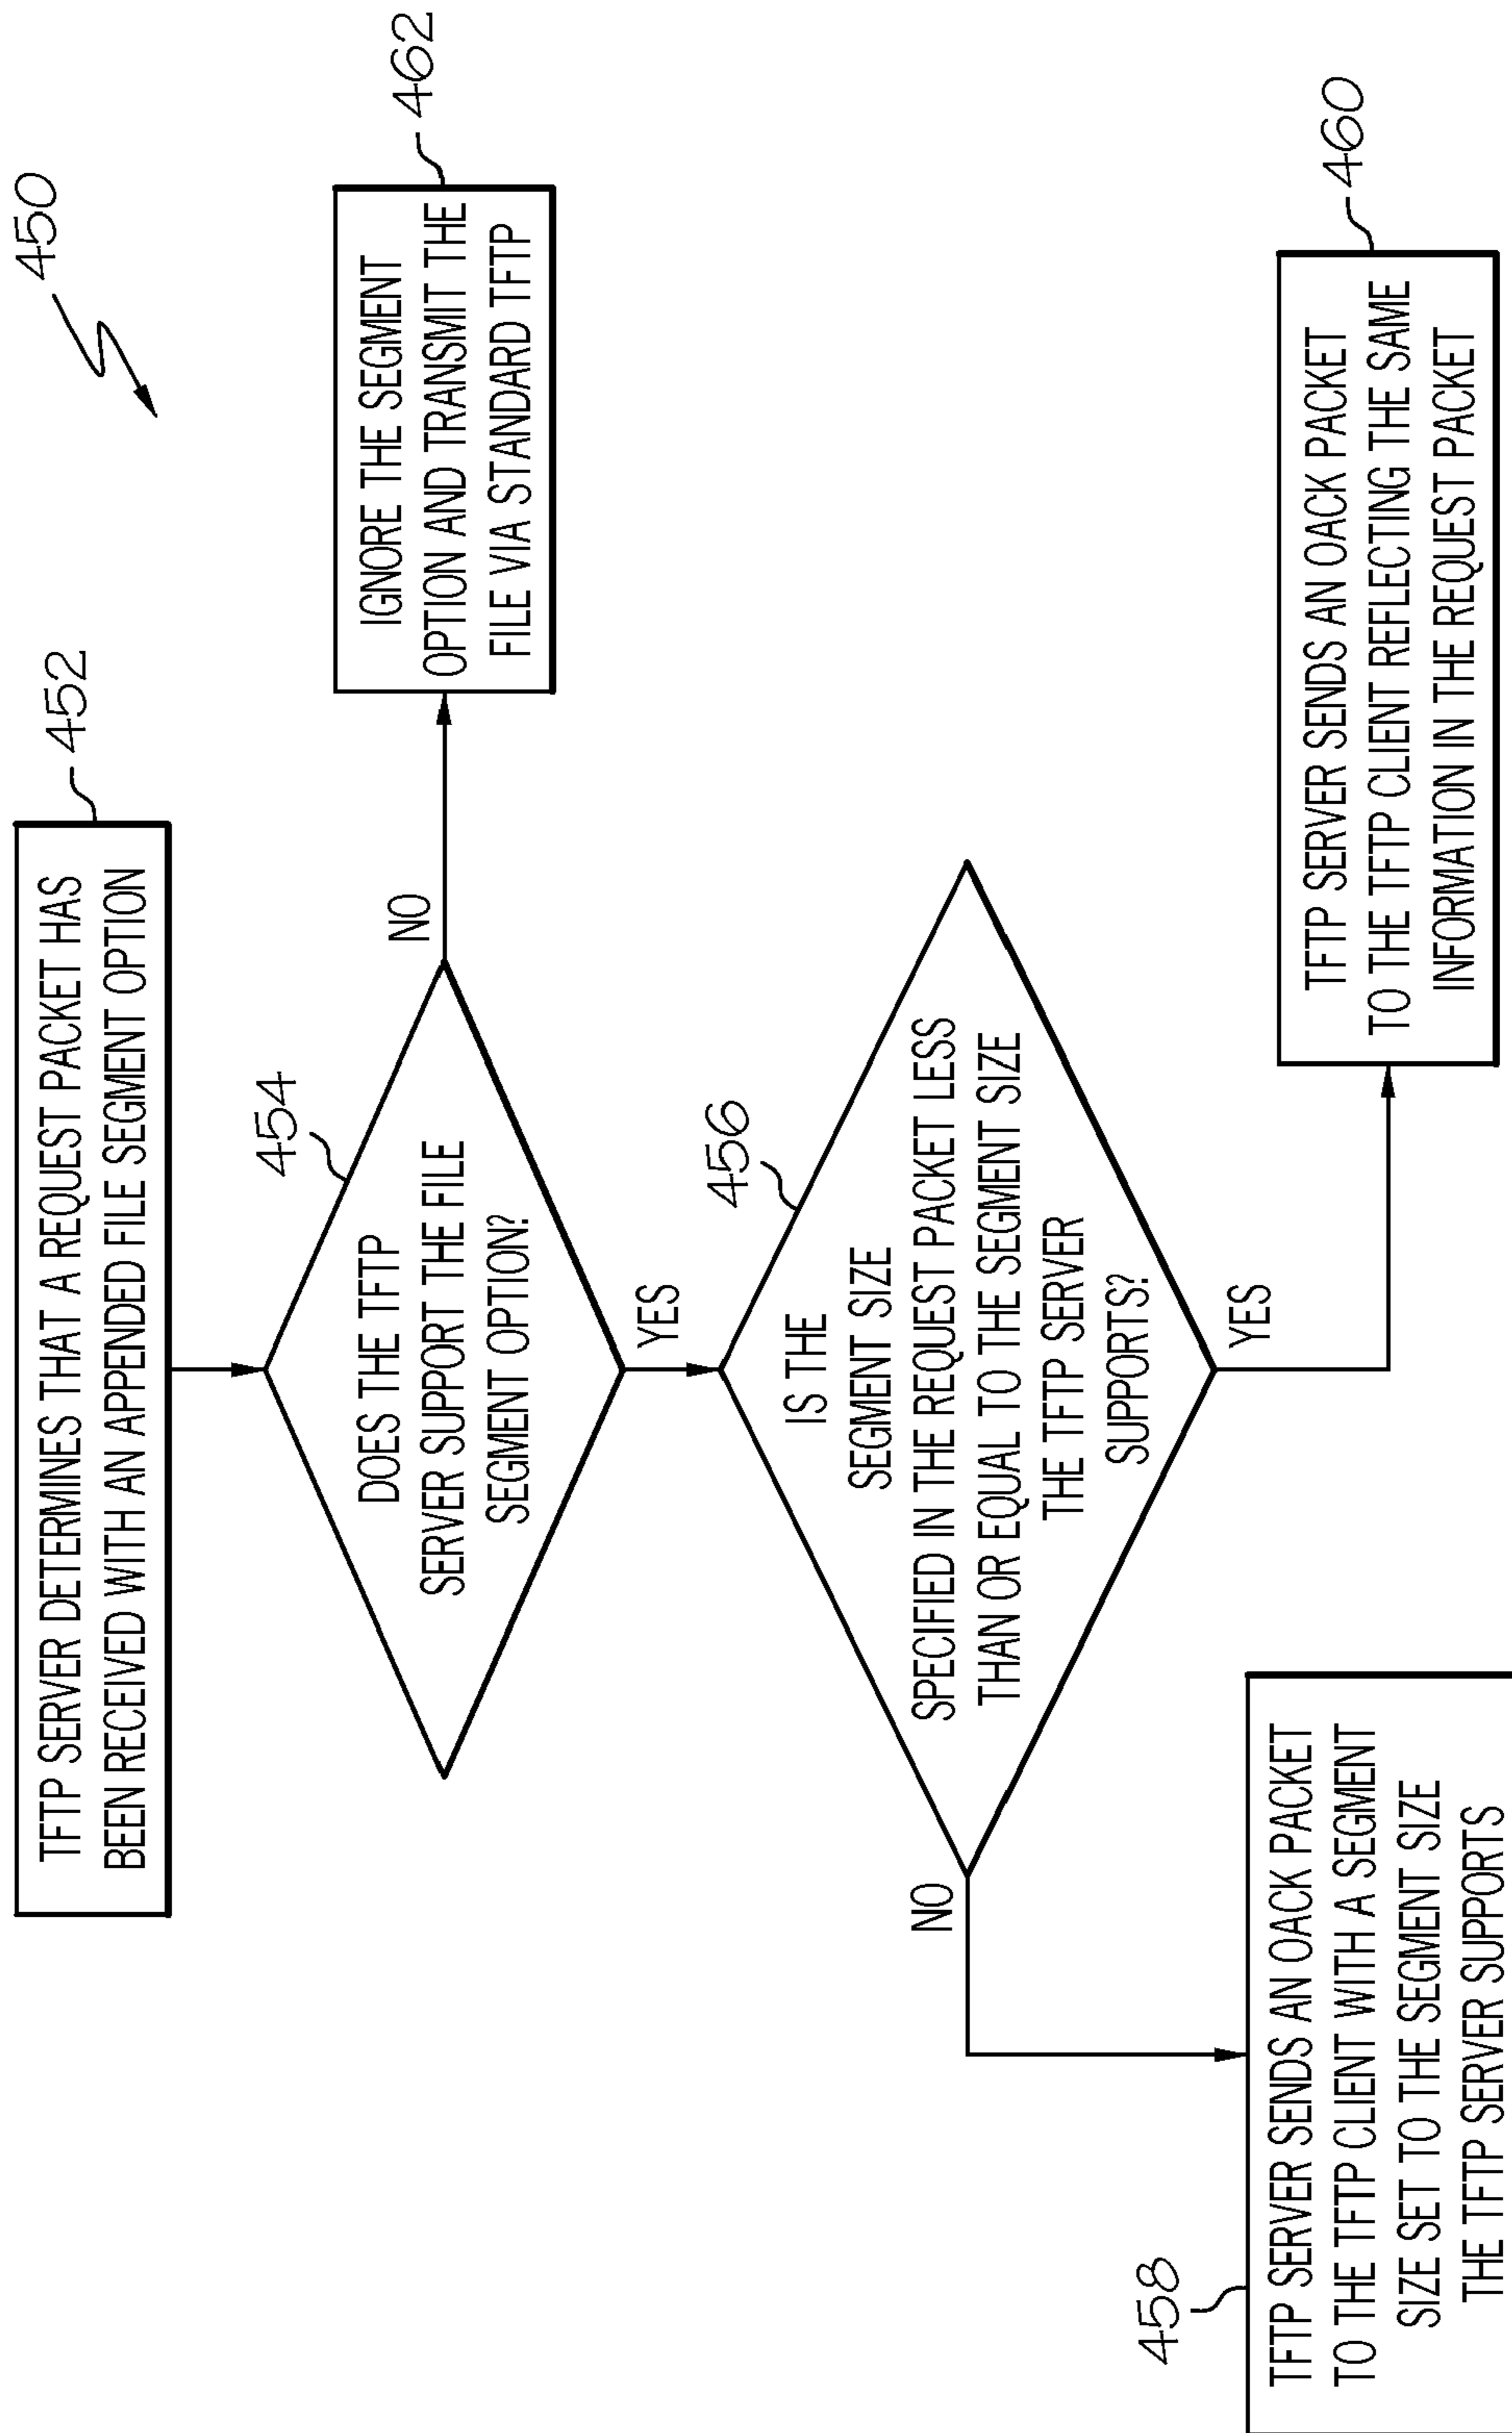 450
TFTP SERVER DETERMINES THAT A REQUEST PACKET HAS
BEEN RECEIVED WITH AN APPENDED FILE SEGMENT OPTION
452
454
DOES THE TFTP
SERVER SUPPORT THE FILE
SEGMENT OPTION?
NO
IGNORE THE SEGMENT
OPTION AND TRANSMIT THE
FILE VIA STANDARD TFTP
462
YES
456
IS THE
SEGMENT SIZE
SPECIFIED IN THE REQUEST PACKET LESS
THAN OR EQUAL TO THE SEGMENT SIZE
THE TFTP SERVER
SUPPORTS?
NO
YES
458
TFTP SERVER SENDS AN OACK PACKET
TO THE TFTP CLIENT WITH A SEGMENT
SIZE SET TO THE SEGMENT SIZE
THE TFTP SERVER SUPPORTS
TFTP SERVER SENDS AN OACK PACKET
TO THE TFTP CLIENT REFLECTING THE SAME
INFORMATION IN THE REQUEST PACKET
460